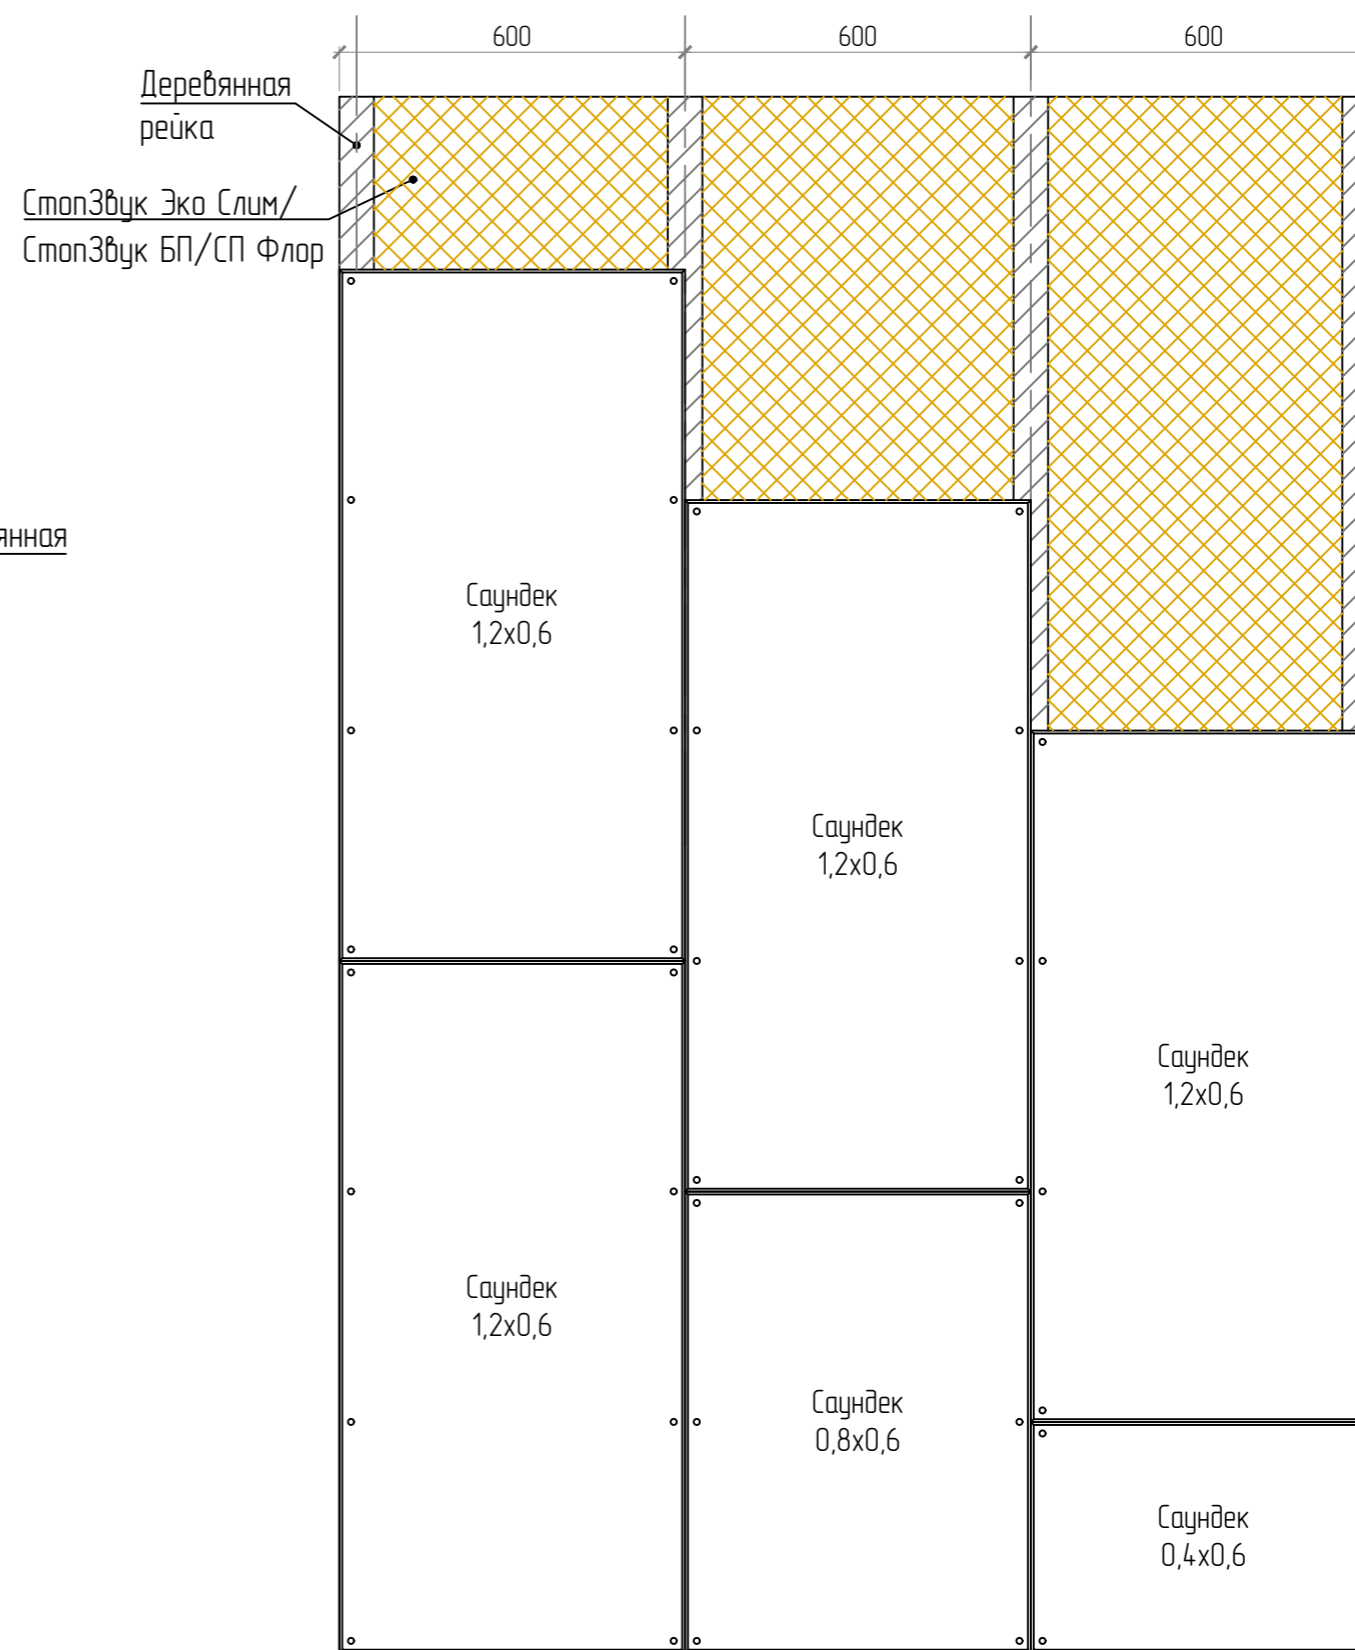 600
600
600
Деревянная
рейка
СтопЗвук Эко Слим/
СтопЗвук БП/СП Флор
янная
Саундек
1,2х0,6
Саундек
1,2х0,6
Саундек
1,2х0,6
Саундек
1,2х0,6
Саундек
0,8х0,6
Саундек
0,4х0,6